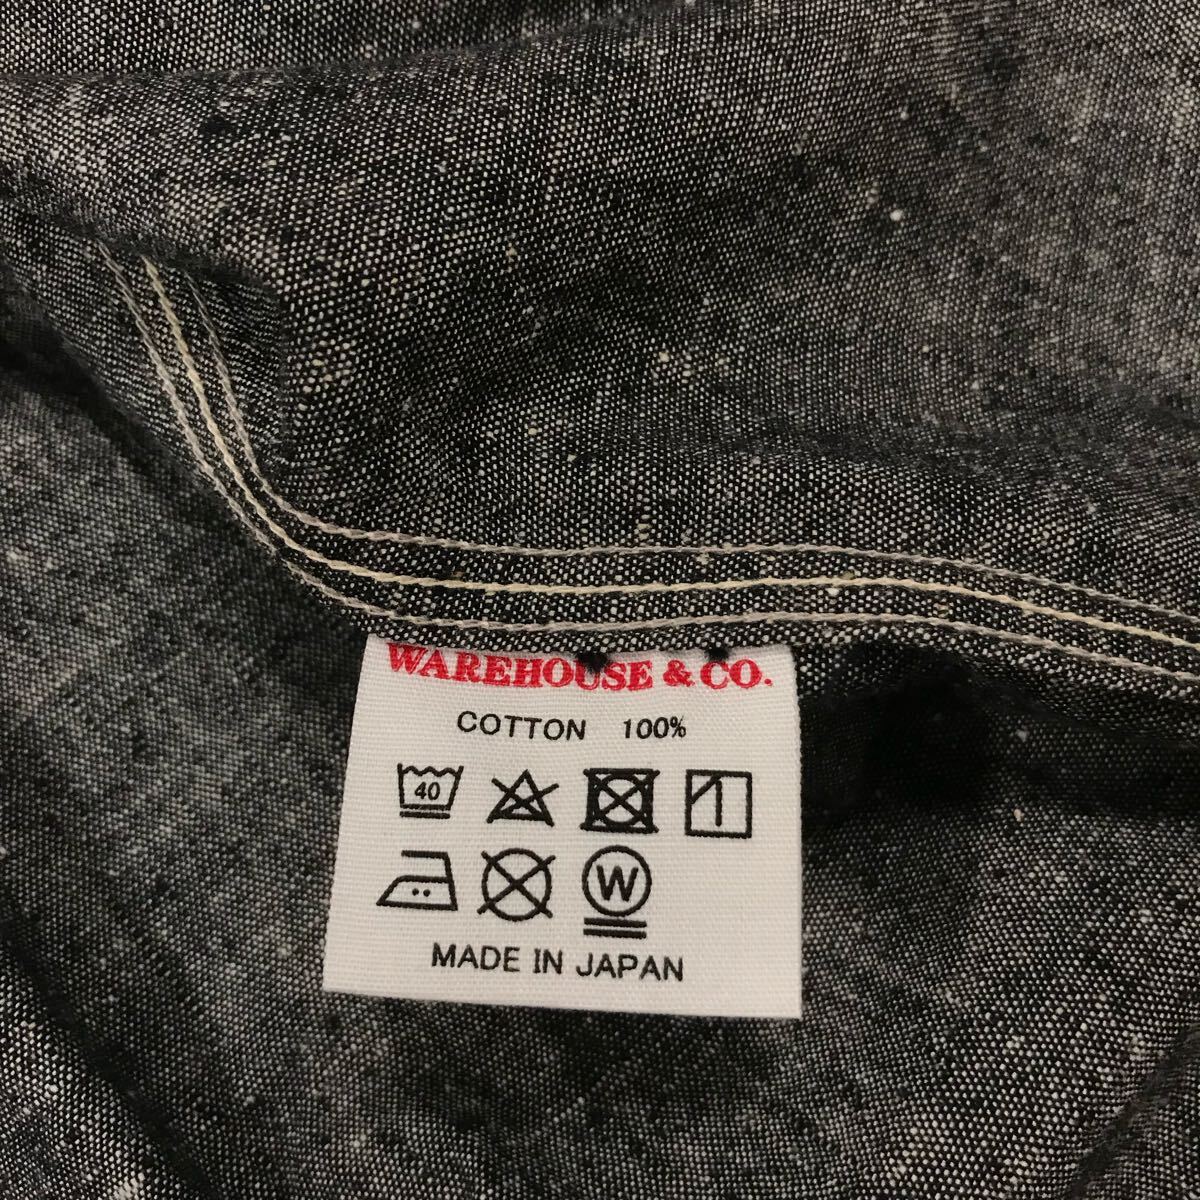 WAREHOUSE & CO.
COTTON 100%
40
W
MADE IN JAPAN